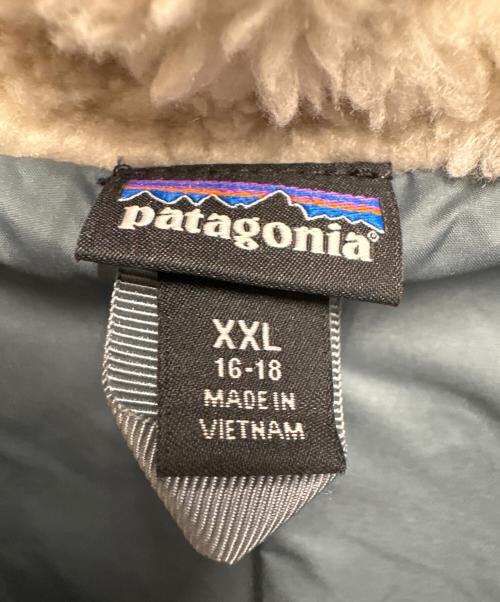 patagonia®
XXL
16-18
MADE IN
VIETNAM